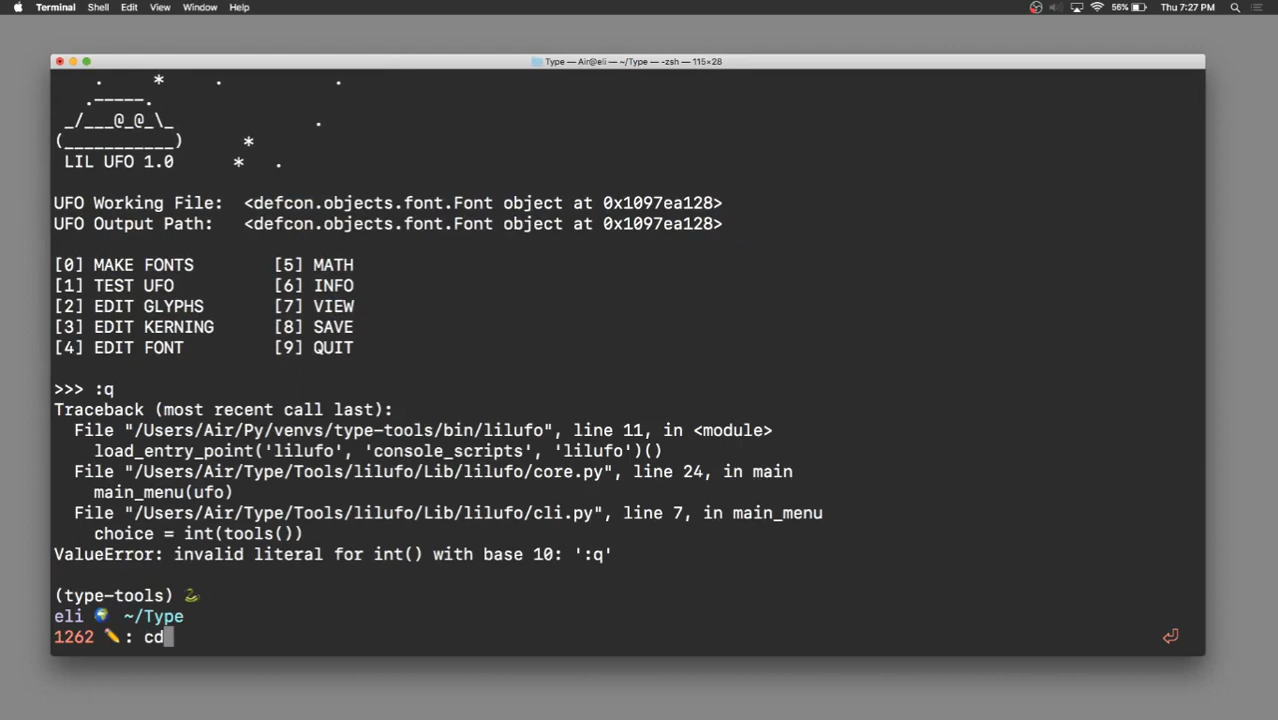 Terminal Shell Edit View Window Help 56% Thu 7:27 PM
Type — Air@eli — ~/Type — -zsh — 115×28
. * . .
.-----.
_/___@_@_\_ .
(___________) *
LIL UFO 1.0 * .
UFO Working File: <defcon.objects.font.Font object at 0x1097ea128>
UFO Output Path: <defcon.objects.font.Font object at 0x1097ea128>
[0] MAKE FONTS [5] MATH
[1] TEST UFO [6] INFO
[2] EDIT GLYPHS [7] VIEW
[3] EDIT KERNING [8] SAVE
[4] EDIT FONT [9] QUIT
>>> :q
Traceback (most recent call last):
File "/Users/Air/Py/venvs/type-tools/bin/lilufo", line 11, in <module>
load_entry_point('lilufo', 'console_scripts', 'lilufo')()
File "/Users/Air/Type/Tools/lilufo/Lib/lilufo/core.py", line 24, in main
main_menu(ufo)
File "/Users/Air/Type/Tools/lilufo/Lib/lilufo/cli.py", line 7, in main_menu
choice = int(tools())
ValueError: invalid literal for int() with base 10: ':q'
(type-tools) 🐍
eli 🌍 ~/Type
1262 ✏️: cd